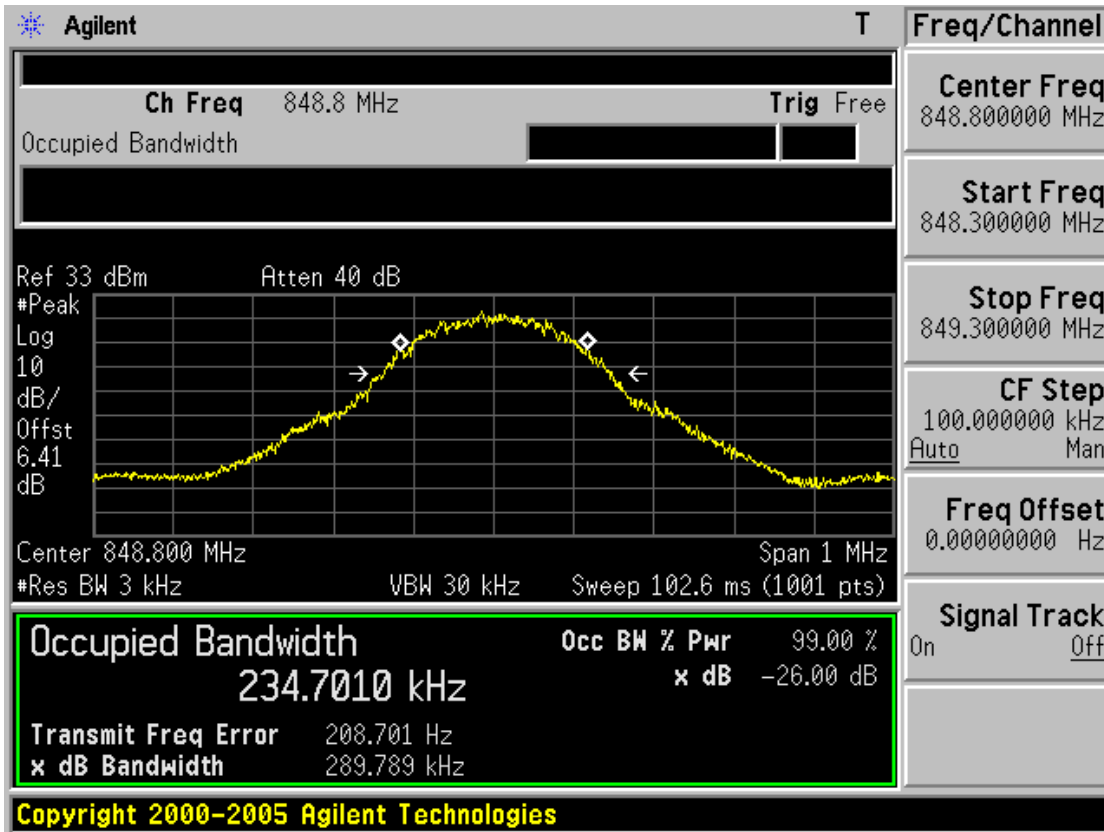 Agilent T
Freq/Channel
Ch Freq 848.8 MHz Trig Free
Occupied Bandwidth
Center Freq
848.800000 MHz
Start Freq
848.300000 MHz
Stop Freq
849.300000 MHz
CF Step
100.000000 kHz
Auto Man
Freq Offset
0.00000000 Hz
Signal Track
On Off
Ref 33 dBm Atten 40 dB
#Peak
Log
10
dB/
Offst
6.41
dB
Center 848.800 MHz Span 1 MHz
#Res BW 3 kHz VBW 30 kHz Sweep 102.6 ms (1001 pts)
Occupied Bandwidth
234.7010 kHz
Occ BW % Pwr 99.00 %
x dB -26.00 dB
Transmit Freq Error 208.701 Hz
x dB Bandwidth 289.789 kHz
Copyright 2000-2005 Agilent Technologies